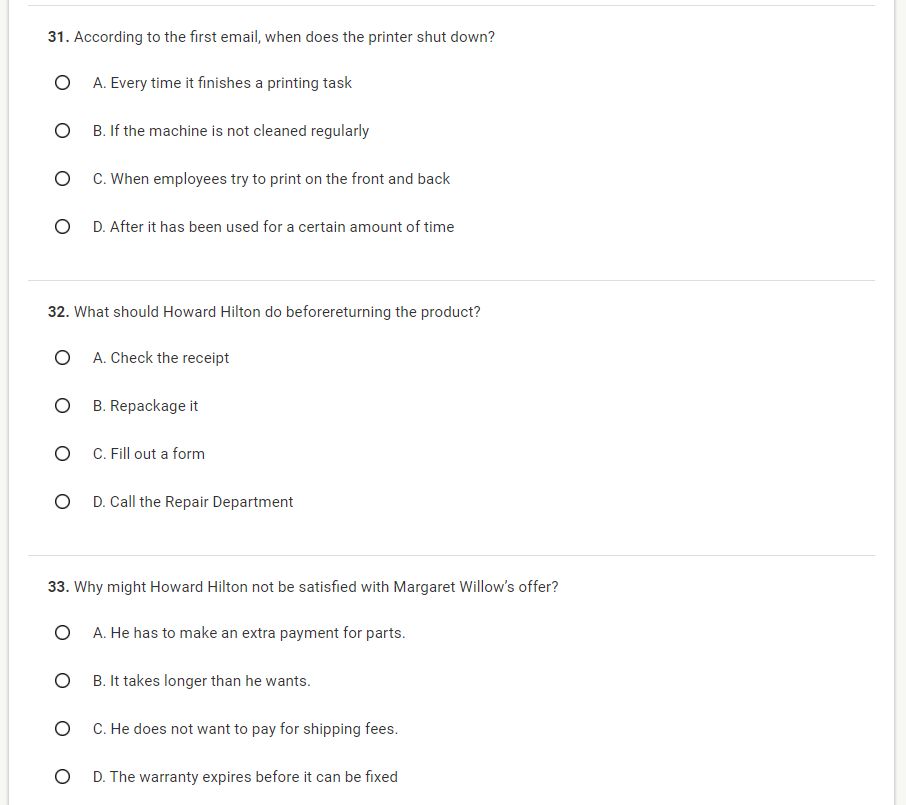 31. According to the first email, when does the printer shut down?
A. Every time it finishes a printing task
B. If the machine is not cleaned regularly
C. When employees try to print on the front and back
D. After it has been used for a certain amount of time
32. What should Howard Hilton do beforereturning the product?
A. Check the receipt
B. Repackage it
C. Fill out a form
D. Call the Repair Department
33. Why might Howard Hilton not be satisfied with Margaret Willow's offer?
A. He has to make an extra payment for parts.
B. It takes longer than he wants.
C. He does not want to pay for shipping fees.
D. The warranty expires before it can be fixed